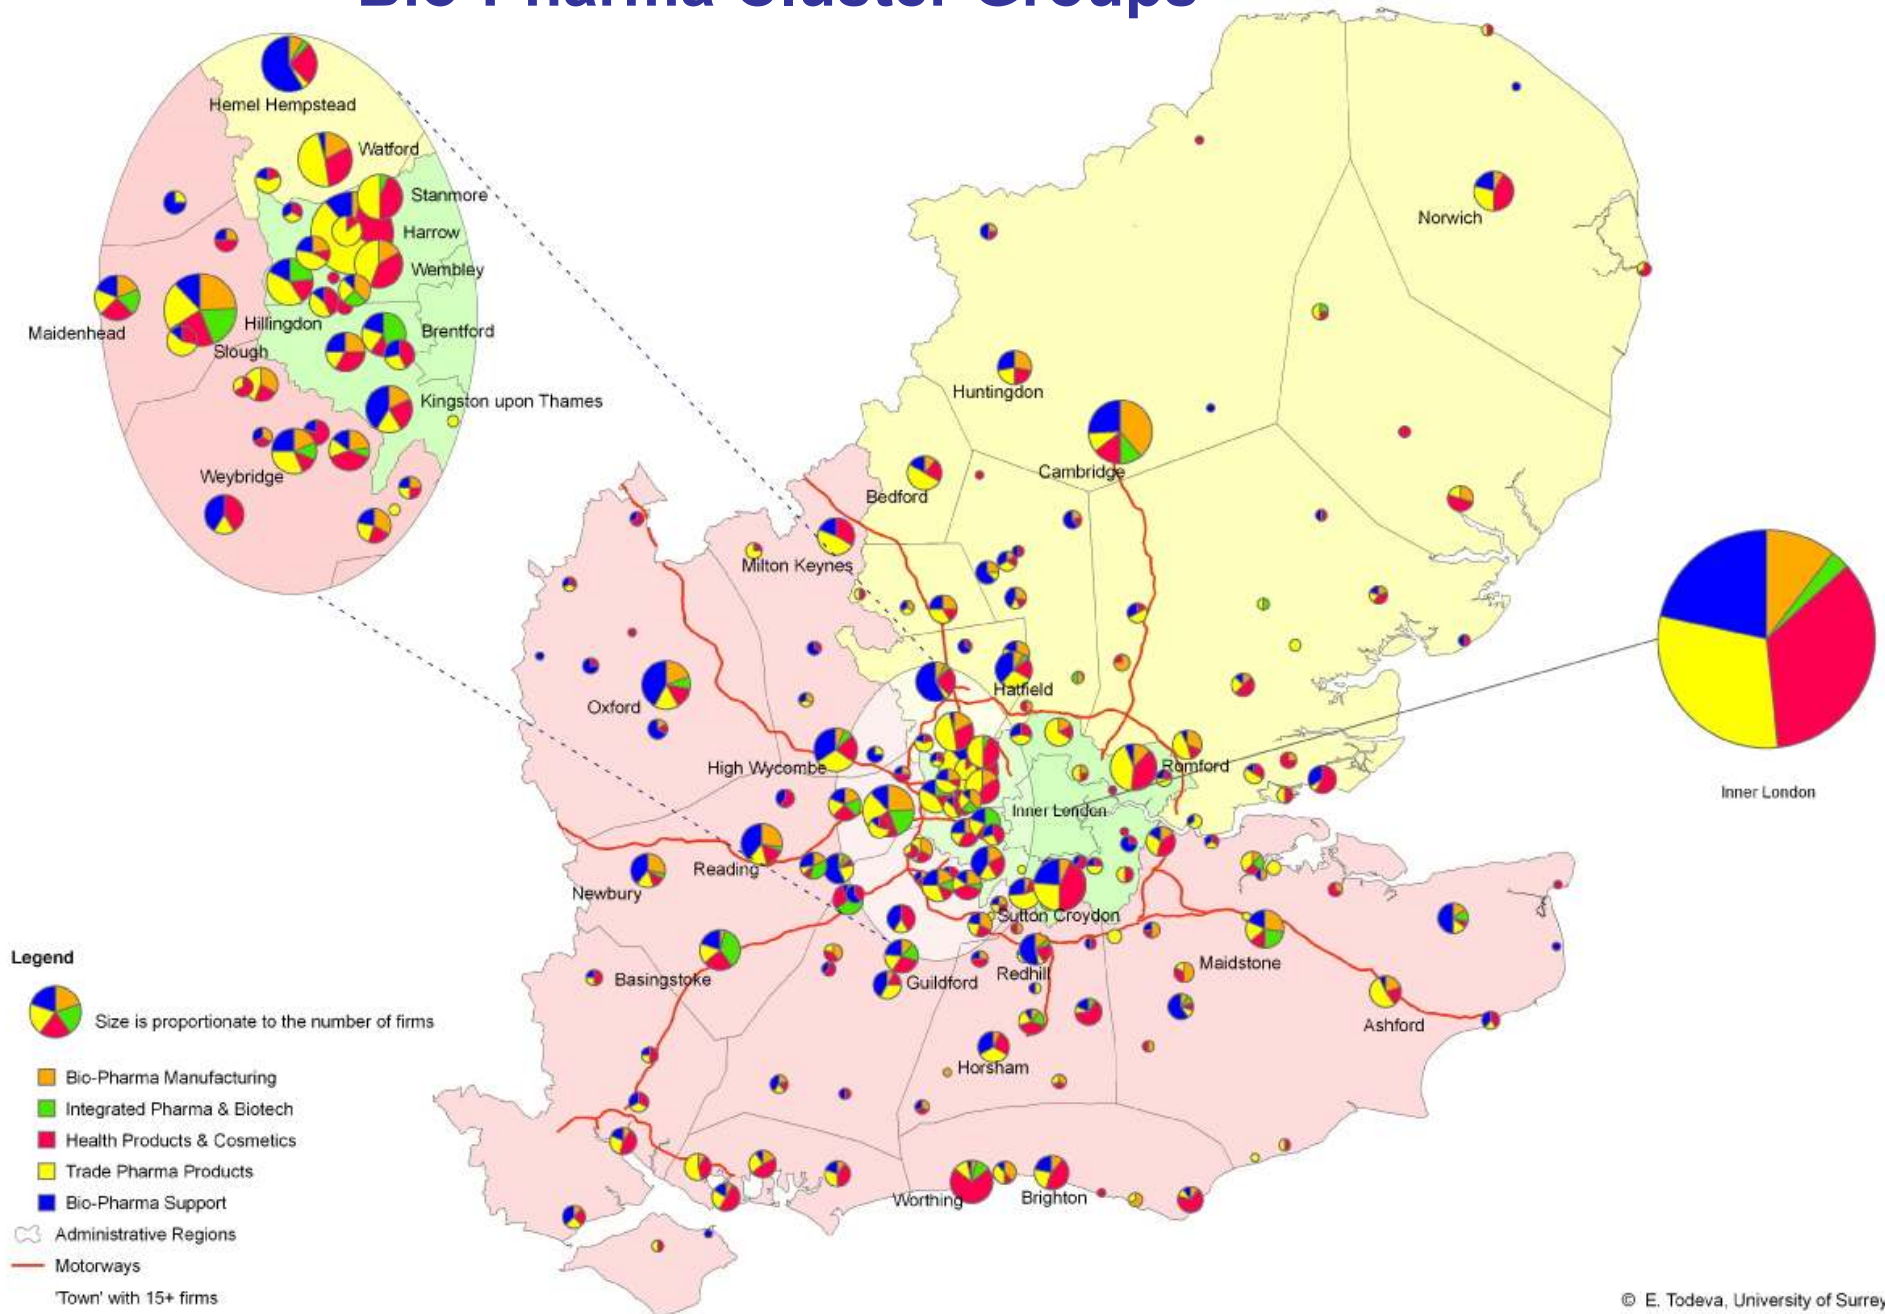 Bio-Pharma Cluster Groups
Hemel Hempstead
Watford
Stanmore
Harrow
Wembley
Maidenhead
Hillingdon
Slough
Brentford
Kingston upon Thames
Weybridge
Norwich
Huntingdon
Cambridge
Bedford
Milton Keynes
Hatfield
Oxford
High Wycombe
Romford
Inner London
Inner London
Reading
Newbury
Sutton Croydon
Basingstoke
Guildford
Redhill
Maidstone
Ashford
Horsham
Worthing
Brighton
Legend
Size is proportionate to the number of firms
Bio-Pharma Manufacturing
Integrated Pharma & Biotech
Health Products & Cosmetics
Trade Pharma Products
Bio-Pharma Support
Administrative Regions
Motorways
'Town' with 15+ firms
© E. Todeva, University of Surrey